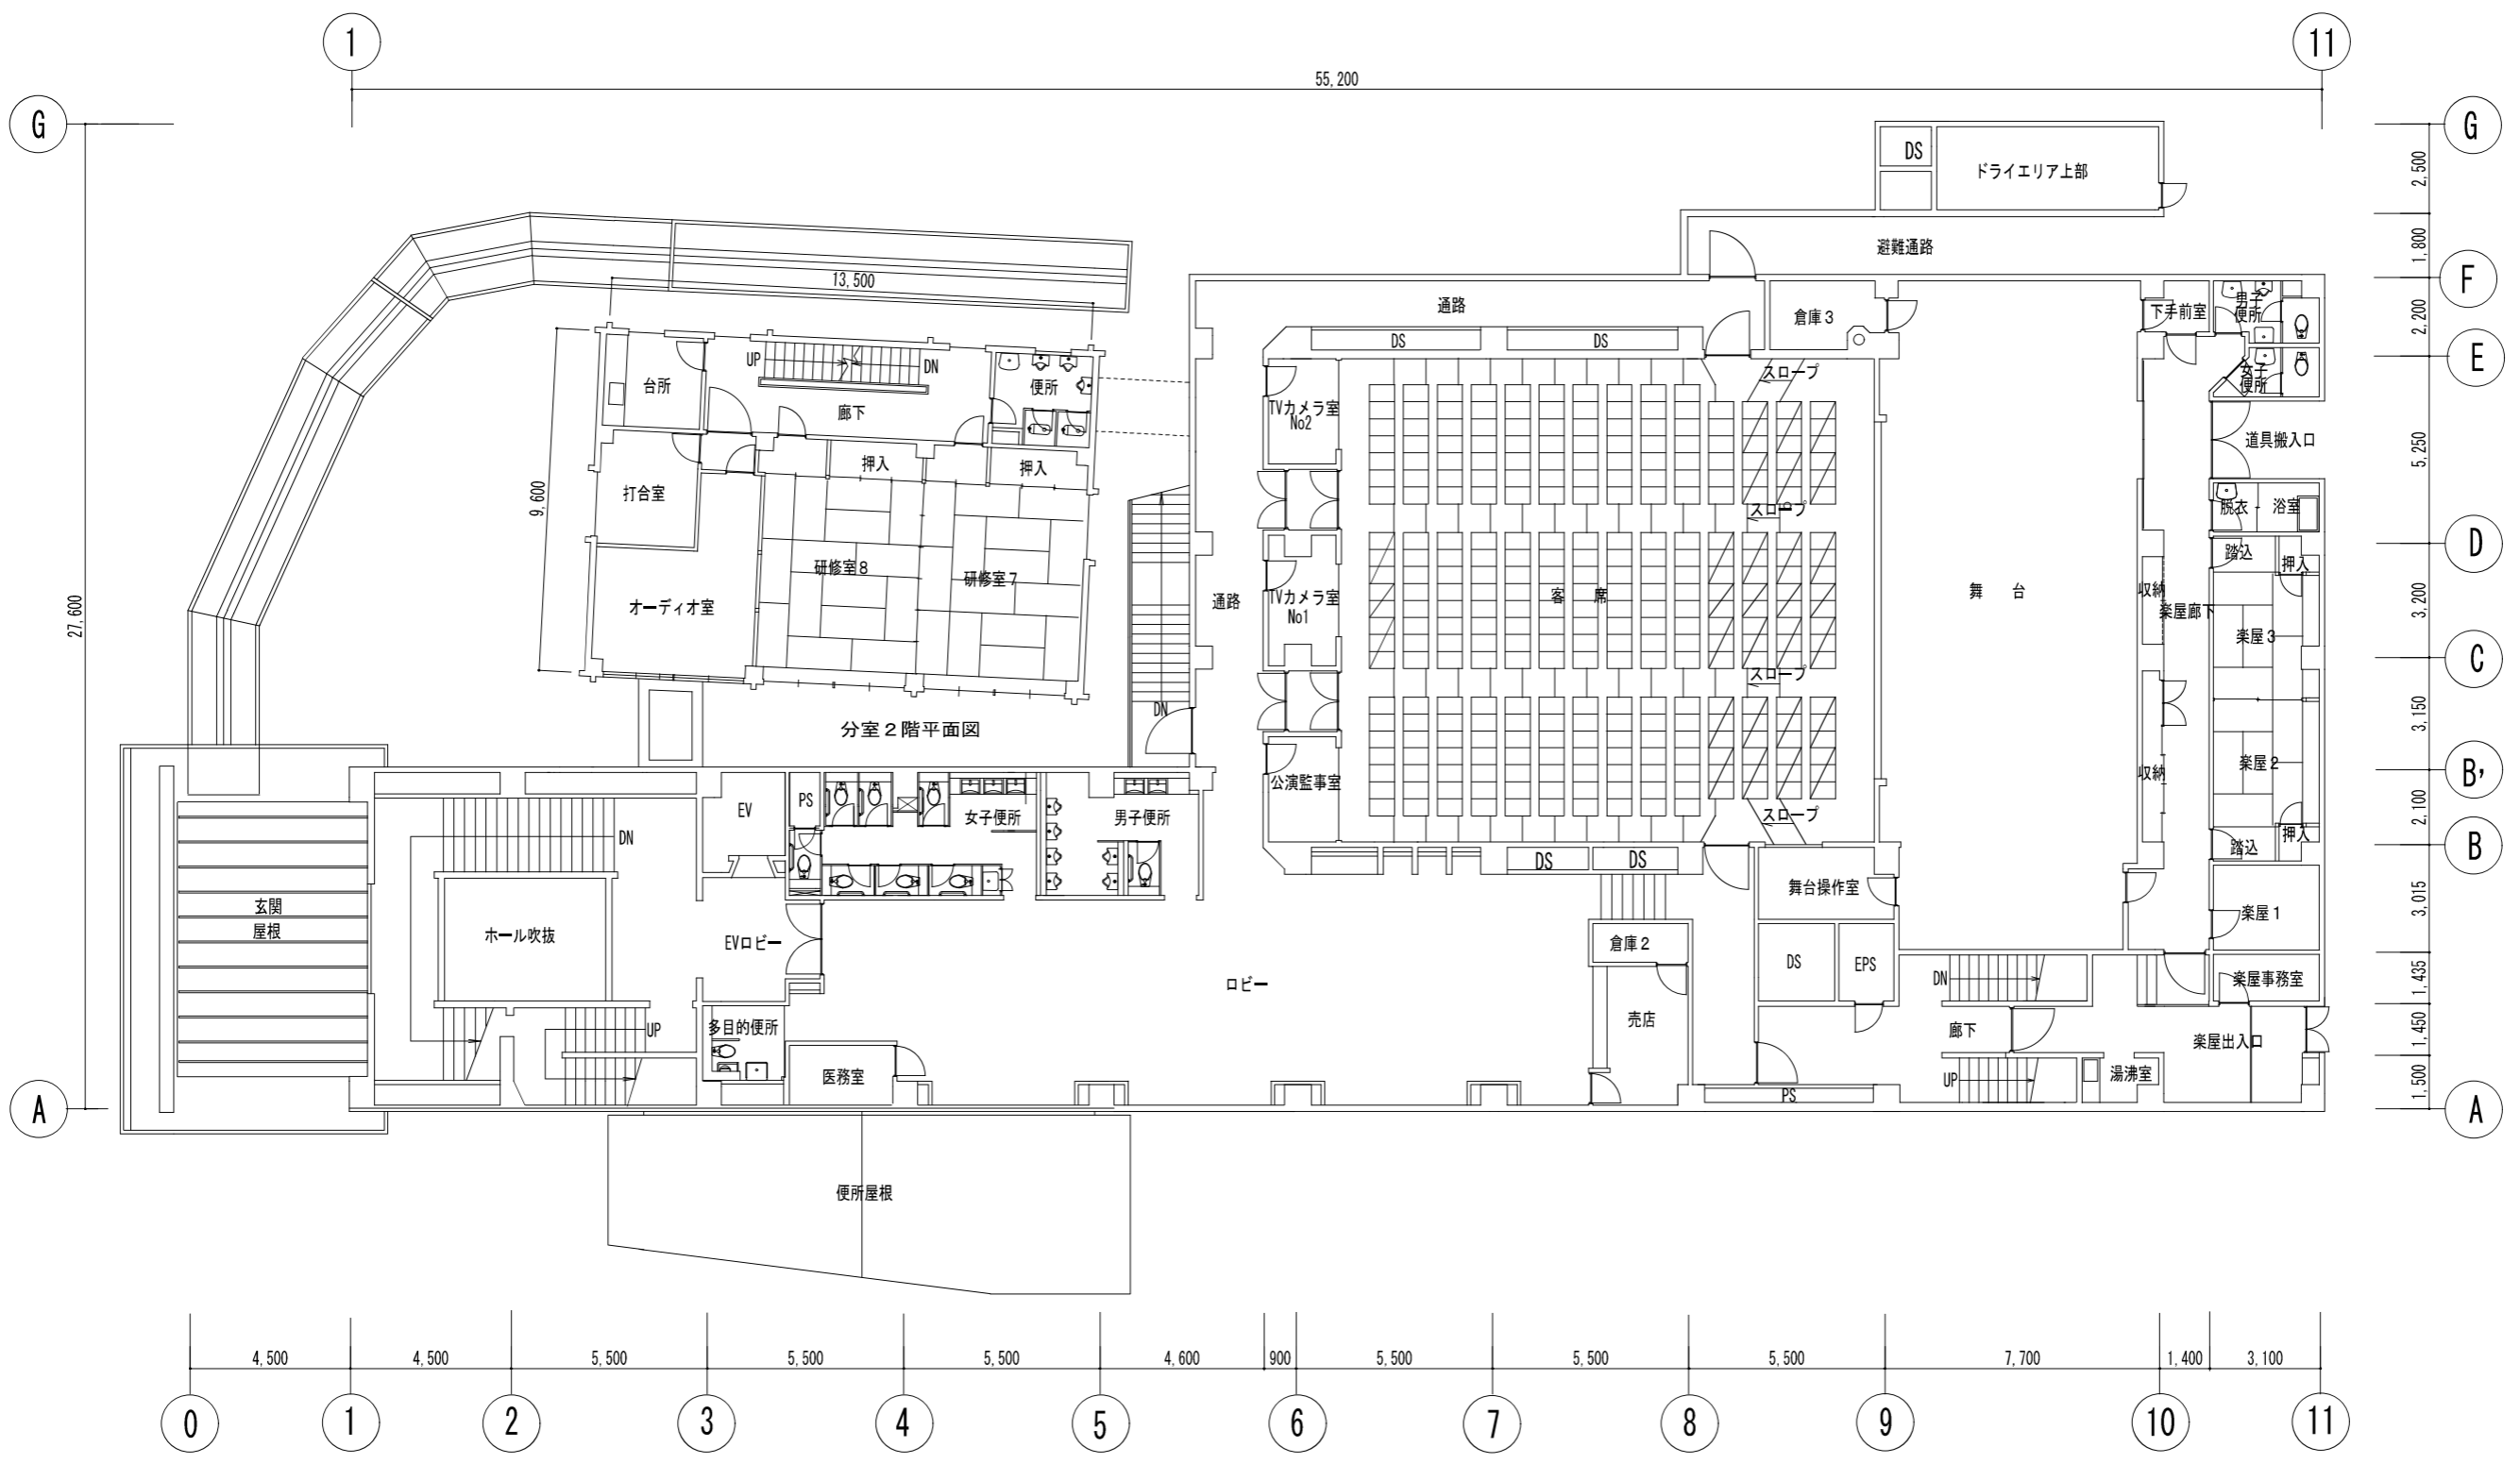 1
11
55,200
G
G
DS
ドライエリア上部
2,500
避難通路
1,800
F
13,500
通路
倉庫3
下手前室
男子
便所
2,200
DS
DS
UP
DN
台所
便所
廊下
スロープ
女子
便所
E
TVカメラ室
No2
道具搬入口
5,250
押入
押入
打合室
9,600
スロープ
脱衣
浴室
D
踏込
押入
研修室8
研修室7
オーディオ室
27,600
通路
TVカメラ室
No1
客席
舞台
収納
楽屋廊下
楽屋3
3,200
C
スロープ
DN
分室2階平面図
3,150
公演監事室
収納
楽屋2
B'
EV
PS
女子便所
男子便所
スロープ
2,100
DN
踏込
押入
B
DS
DS
舞台操作室
玄関
屋根
ホール吹抜
EVロビー
楽屋1
3,015
倉庫2
DS
EPS
ロビー
DN
楽屋事務室
1,435
売店
多目的便所
UP
廊下
楽屋出入口
1,450
医務室
UP
湯沸室
PS
1,500
A
A
便所屋根
4,500
4,500
5,500
5,500
5,500
4,600
900
5,500
5,500
5,500
7,700
1,400
3,100
0
1
2
3
4
5
6
7
8
9
10
11